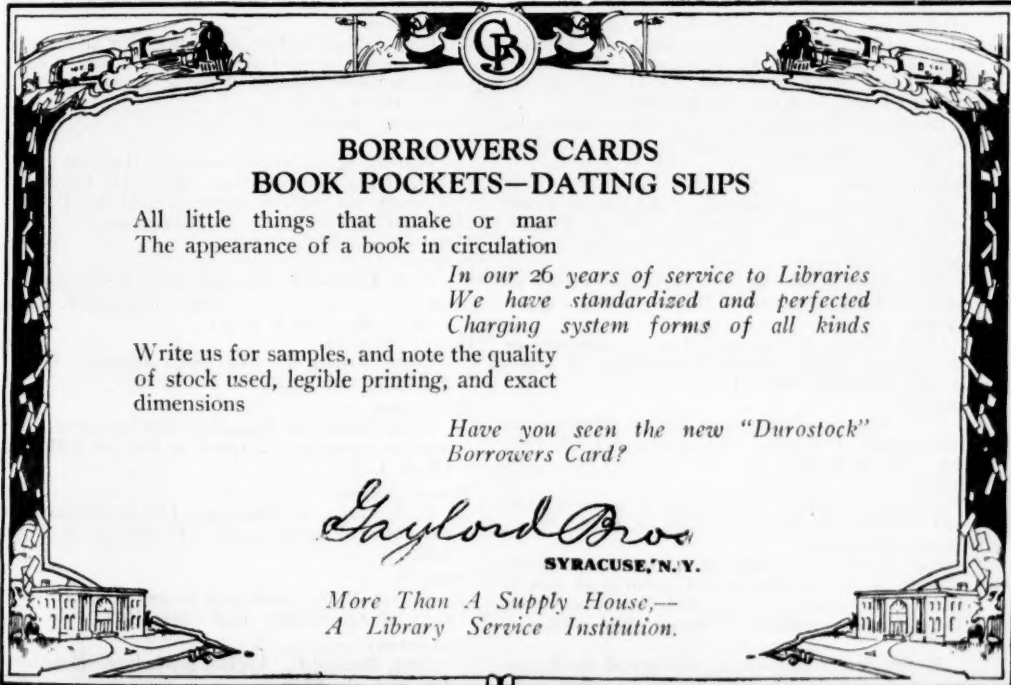 GB
BORROWERS CARDS
BOOK POCKETS—DATING SLIPS
All little things that make or mar
The appearance of a book in circulation
In our 26 years of service to Libraries
We have standardized and perfected
Charging system forms of all kinds
Write us for samples, and note the quality
of stock used, legible printing, and exact
dimensions
Have you seen the new "Durostock"
Borrowers Card?
Gaylord Bros
SYRACUSE, N. Y.
More Than A Supply House,—
A Library Service Institution.